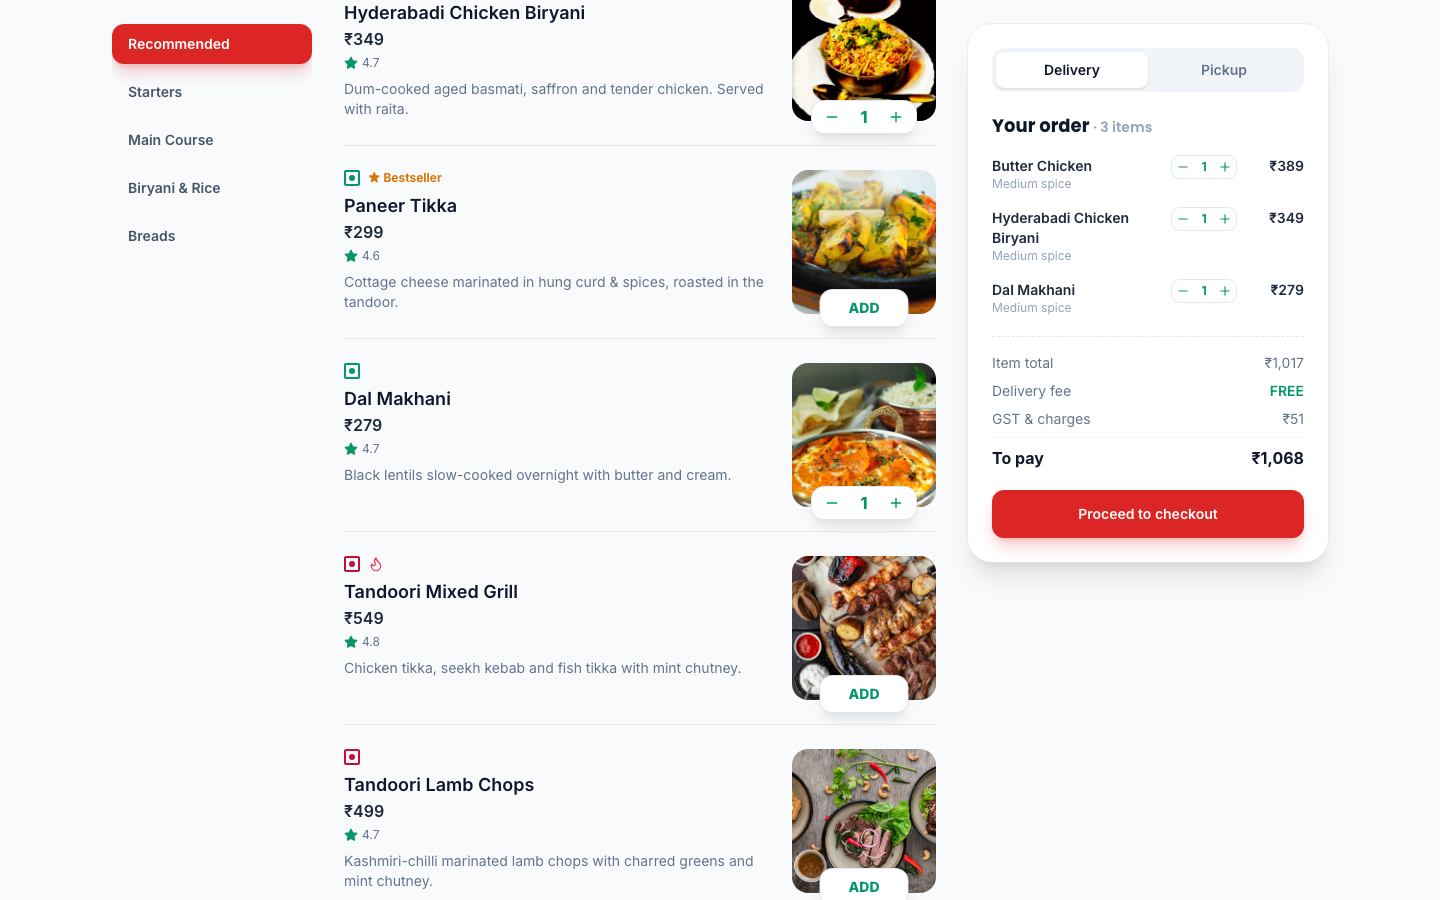 Recommended
Starters
Main Course
Biryani & Rice
Breads
Hyderabadi Chicken Biryani
₹349
4.7
Dum-cooked aged basmati, saffron and tender chicken. Served
with raita.
− 1 +
Bestseller
Paneer Tikka
₹299
4.6
Cottage cheese marinated in hung curd & spices, roasted in the
tandoor.
ADD
Dal Makhani
₹279
4.7
Black lentils slow-cooked overnight with butter and cream.
− 1 +
Tandoori Mixed Grill
₹549
4.8
Chicken tikka, seekh kebab and fish tikka with mint chutney.
ADD
Tandoori Lamb Chops
₹499
4.7
Kashmiri-chilli marinated lamb chops with charred greens and
mint chutney.
ADD
Delivery Pickup
Your order · 3 items
Butter Chicken − 1 + ₹389
Medium spice
Hyderabadi Chicken − 1 + ₹349
Biryani
Medium spice
Dal Makhani − 1 + ₹279
Medium spice
Item total ₹1,017
Delivery fee FREE
GST & charges ₹51
To pay ₹1,068
Proceed to checkout